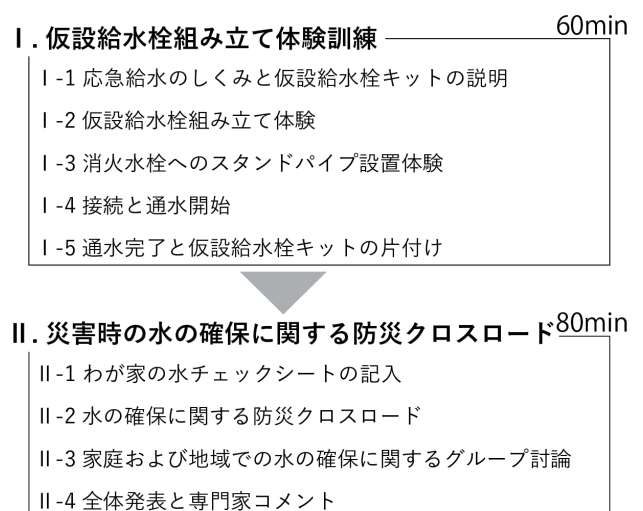 60min
Ⅰ. 仮設給水栓組み立て体験訓練
Ⅰ-1 応急給水のしくみと仮設給水栓キットの説明
Ⅰ-2 仮設給水栓組み立て体験
Ⅰ-3 消火水栓へのスタンドパイプ設置体験
Ⅰ-4 接続と通水開始
Ⅰ-5 通水完了と仮設給水栓キットの片付け
80min
Ⅱ. 災害時の水の確保に関する防災クロスロード
Ⅱ-1 わが家の水チェックシートの記入
Ⅱ-2 水の確保に関する防災クロスロード
Ⅱ-3 家庭および地域での水の確保に関するグループ討論
Ⅱ-4 全体発表と専門家コメント